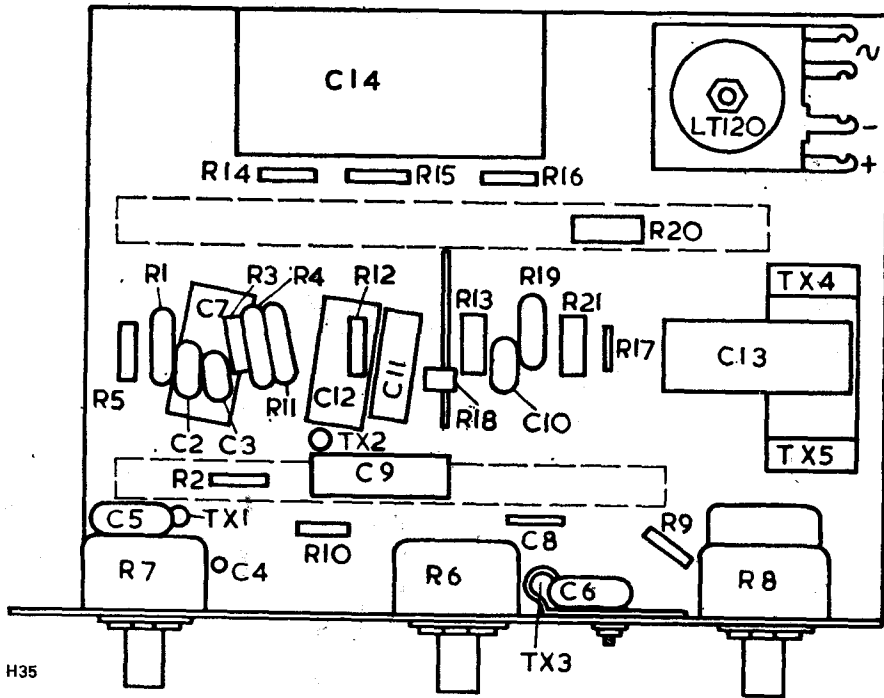 C14
~
LT120
-
+
R14 R15 R16
R20
R1 R3 R4 R12 R19
C7 R13 R21 TX4
R17 C13
R5 C12 C11
R11 R18 C10
C2 C3 TX2
TX5
R2 C9
C5 TX1 R10 C8 R9
R7 C4 R6 C6 R8
TX3
H35